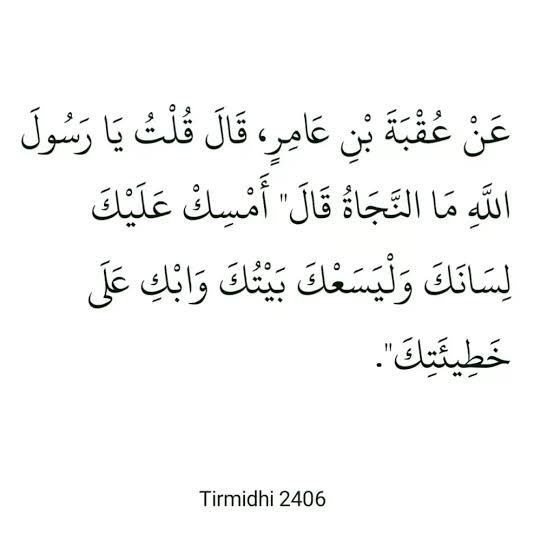 عَنْ عُقْبَةَ بْنِ عَامِرٍ، قَالَ قُلْتُ يَا رَسُولَ
اللَّهِ مَا النَّجَاةُ قَالَ" أَمْسِكْ عَلَيْكَ
لِسَانَكَ وَلْيَسَعْكَ بَيْتُكَ وَابْكِ عَلَى
خَطِيئَتِكَ".
Tirmidhi 2406